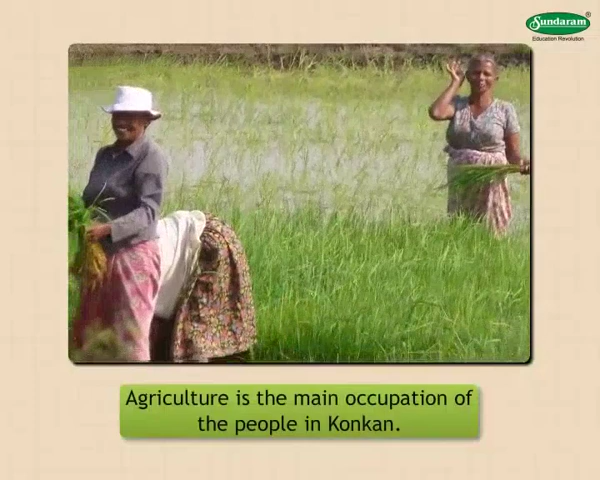 Sundaram®
Education Revolution
Agriculture is the main occupation of
the people in Konkan.